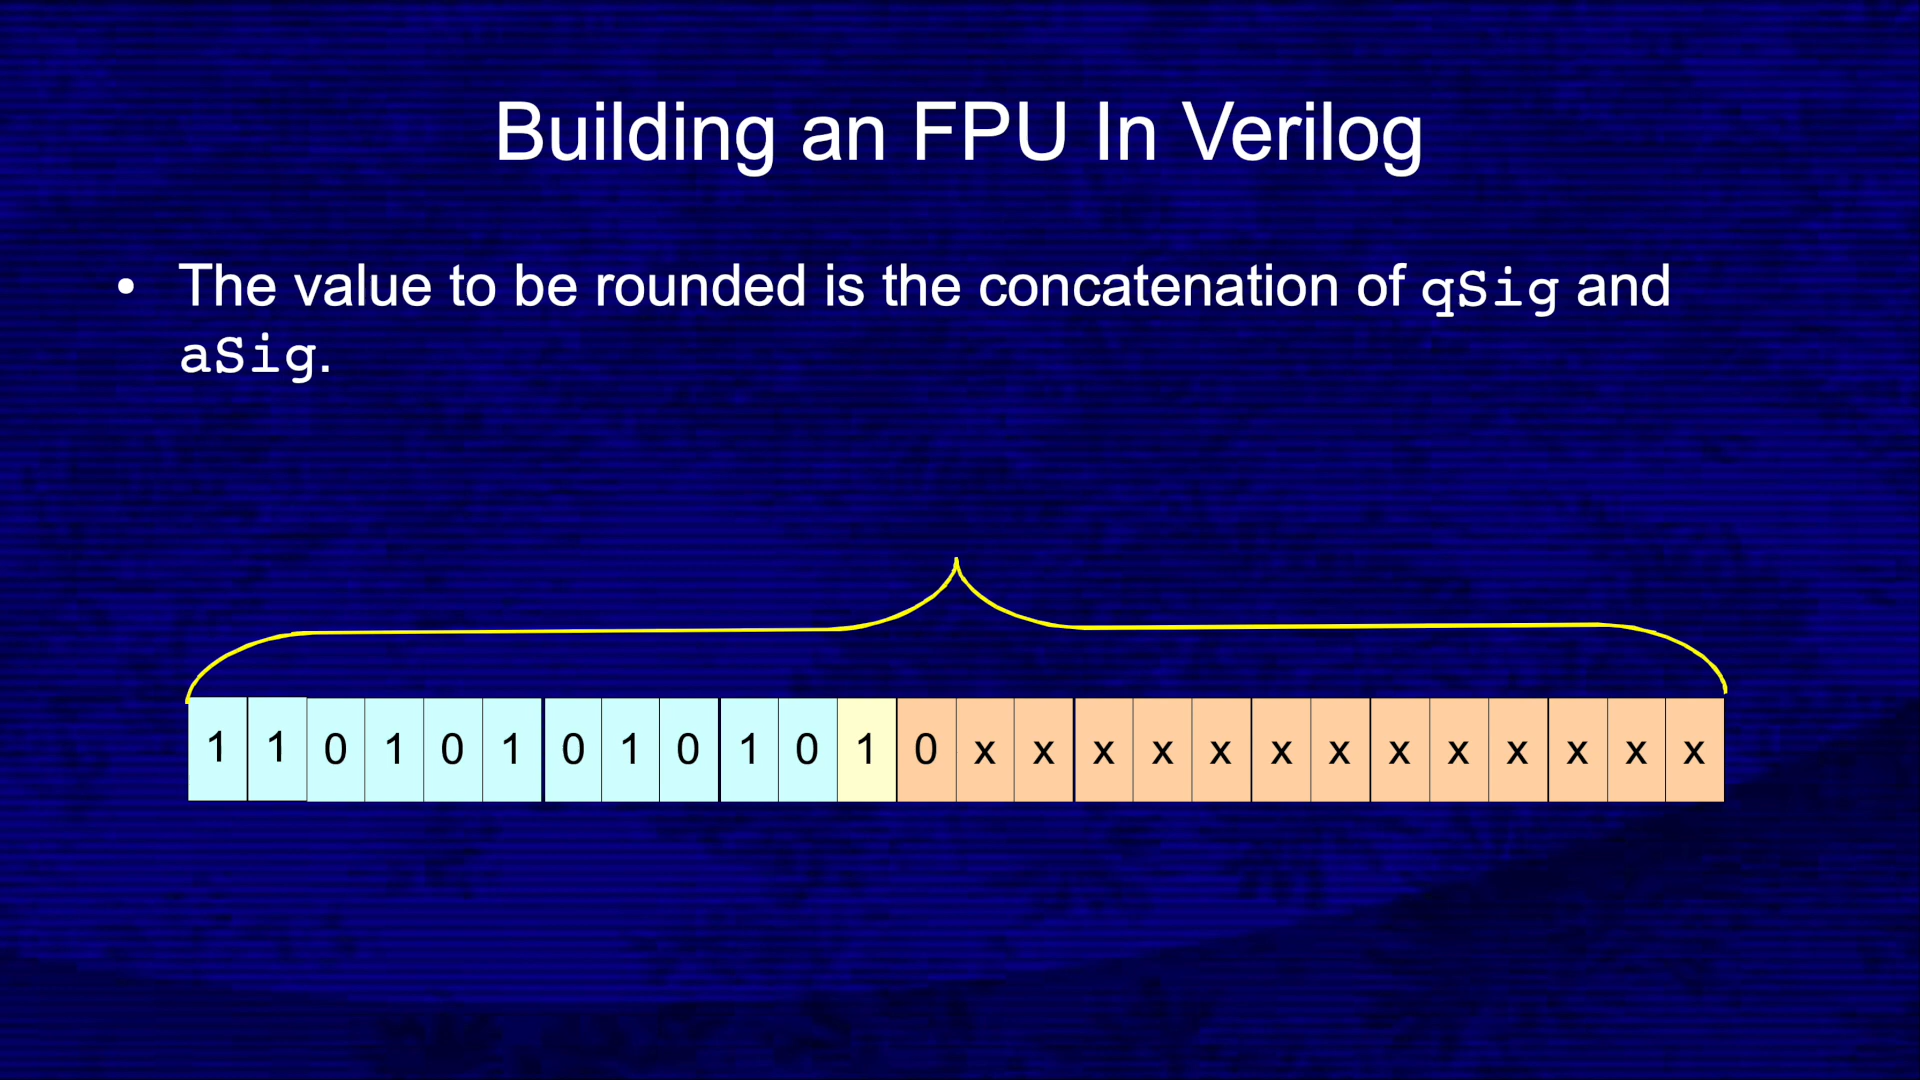 Building an FPU In Verilog
• The value to be rounded is the concatenation of qSig and
aSig.
1 1 0 1 0 1 0 1 0 1 0 1 0 x x x x x x x x x x x x x